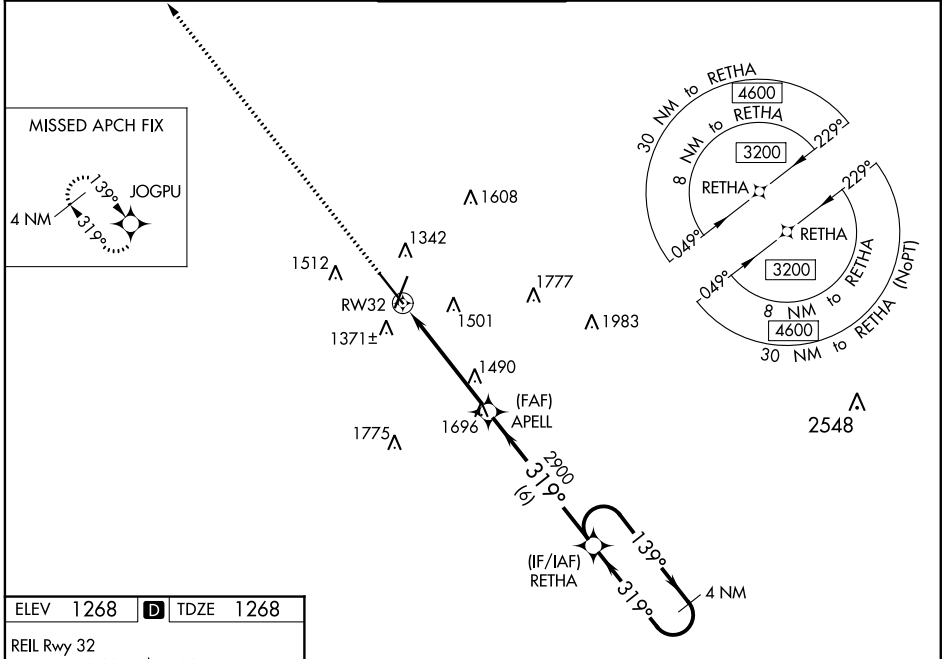 MISSED APCH FIX
JOGPU
139°
319°
4 NM
30 NM to RETHA
4600
8 NM to RETHA
3200
229°
RETHA
049°
229°
RETHA
049°
3200
8 NM to RETHA
4600
30 NM to RETHA (NoPT)
1608
1342
1512
1777
RW32
1501
1983
1371±
1490
(FAF)
APELL
1696
1775
2548
2900
319°
(6)
(IF/IAF)
RETHA
139°
319°
4 NM
ELEV 1268 D TDZE 1268
REIL Rwy 32